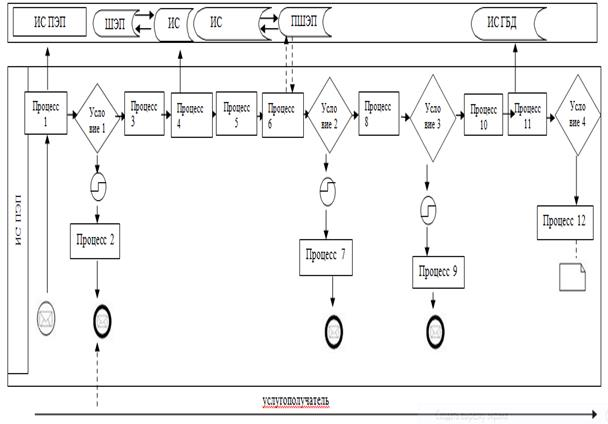 ИС ПЭП
ШЭП
ИС
ИС
ПШЭП
ИС ГБД
Процесс
1
Усло
вие 1
Процесс
3
Процесс
4
Процесс
5
Процесс
6
Усло
вие 2
Процесс
8
Усло
вие 3
Процесс
10
Процесс
11
Усло
вие 4
ИС ПЭП
Процесс 2
Процесс 7
Процесс 9
Процесс 12
услугополучатель